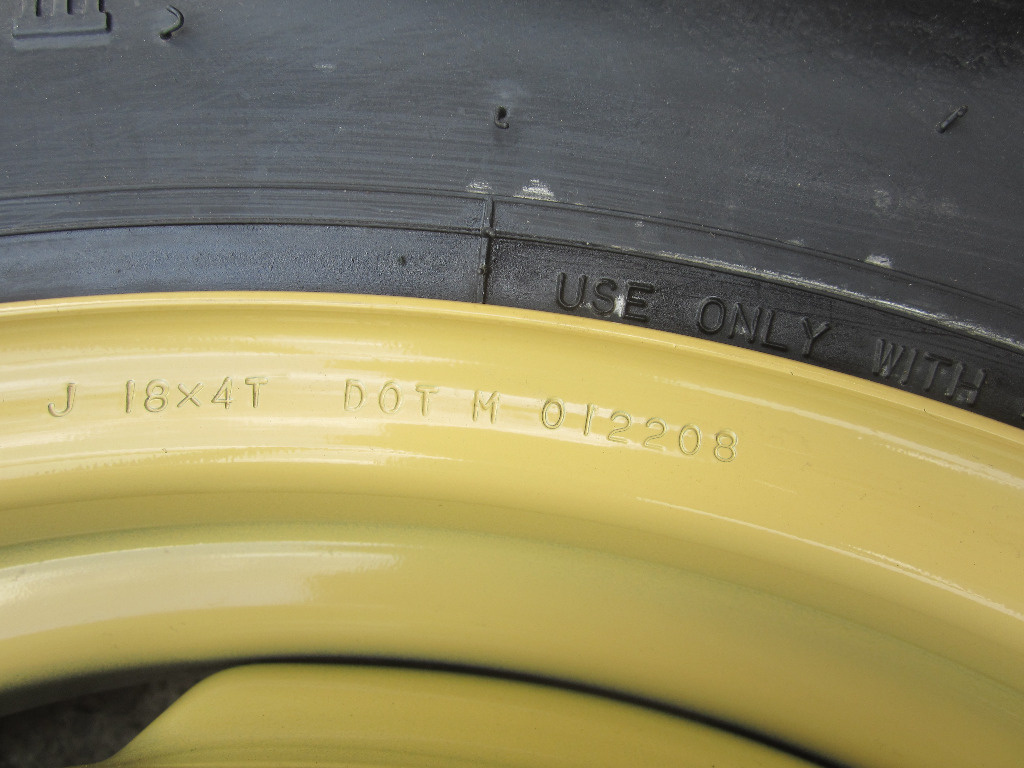 USE ONLY WITH
J 18×4T DOT M 012208